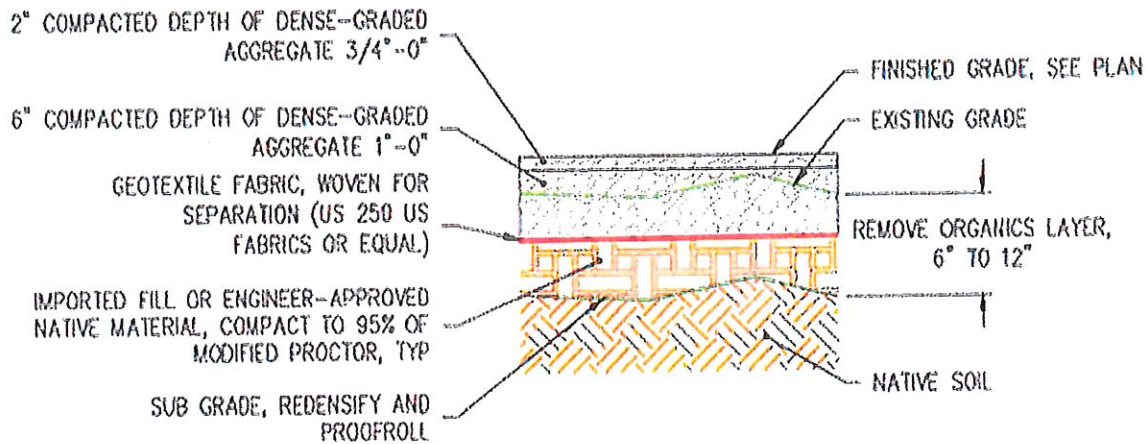 2" COMPACTED DEPTH OF DENSE-GRADED
AGGREGATE 3/4"-0"
6" COMPACTED DEPTH OF DENSE-GRADED
AGGREGATE 1"-0"
GEOTEXTILE FABRIC, WOVEN FOR
SEPARATION (US 250 US
FABRICS OR EQUAL)
IMPORTED FILL OR ENGINEER-APPROVED
NATIVE MATERIAL, COMPACT TO 95% OF
MODIFIED PROCTOR, TYP
SUB GRADE, REDENSIFY AND
PROOFROLL
FINISHED GRADE, SEE PLAN
EXISTING GRADE
REMOVE ORGANICS LAYER,
6" TO 12"
NATIVE SOIL